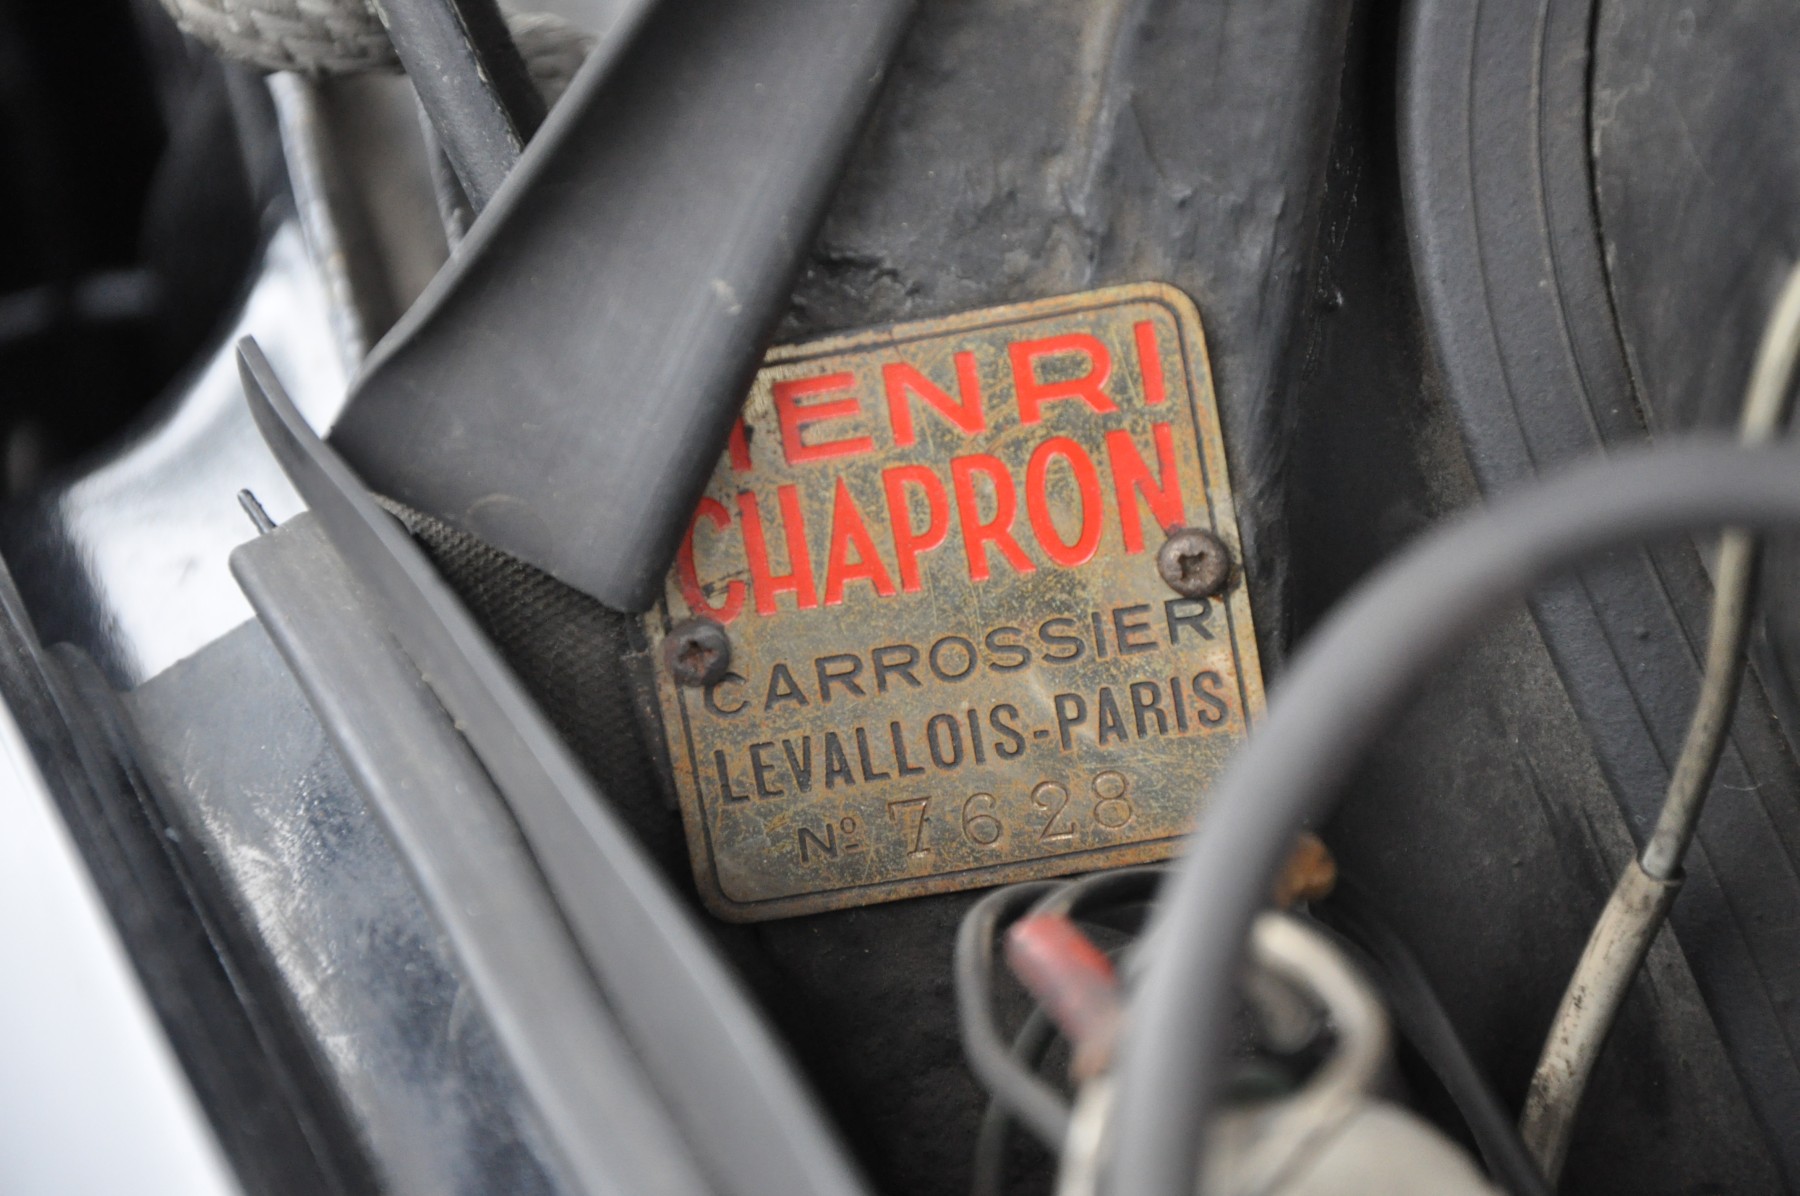 HENRI
CHAPRON
CARROSSIER
LEVALLOIS-PARIS
Nº 7628